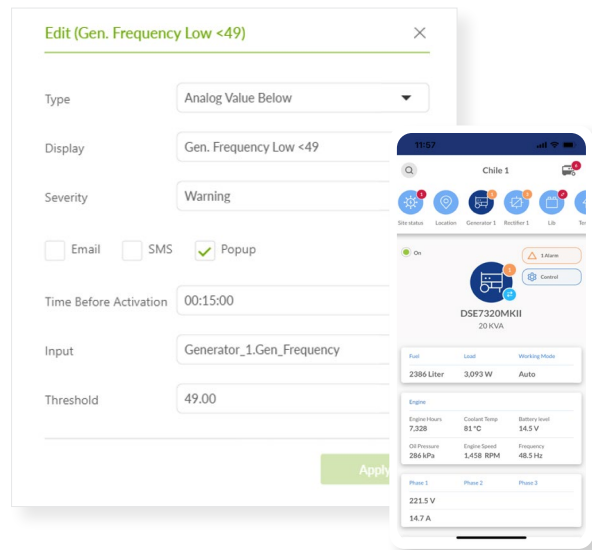 Edit (Gen. Frequency Low <49)
Type
Analog Value Below
Display
Gen. Frequency Low <49
Severity
Warning
Email SMS Popup
Time Before Activation 00:15:00
Input
Generator_1.Gen_Frequency
Threshold
49.00
Apply
11:57
Chile 1
4
1 1 2
Site status Location Generator 1 Rectifier 1 Lib
On
1 Alarm
1
Control
DSE7320MKII
20 KVA
Fuel Load Working Mode
2386 Liter 3,093 W Auto
Engine
Engine Hours Coolant Temp Battery level
7,328 81 °C 14.5 V
Oil Pressure Engine Speed Frequency
286 kPa 1,458 RPM 48.5 Hz
Phase 1 Phase 2 Phase 3
221.5 V
14.7 A